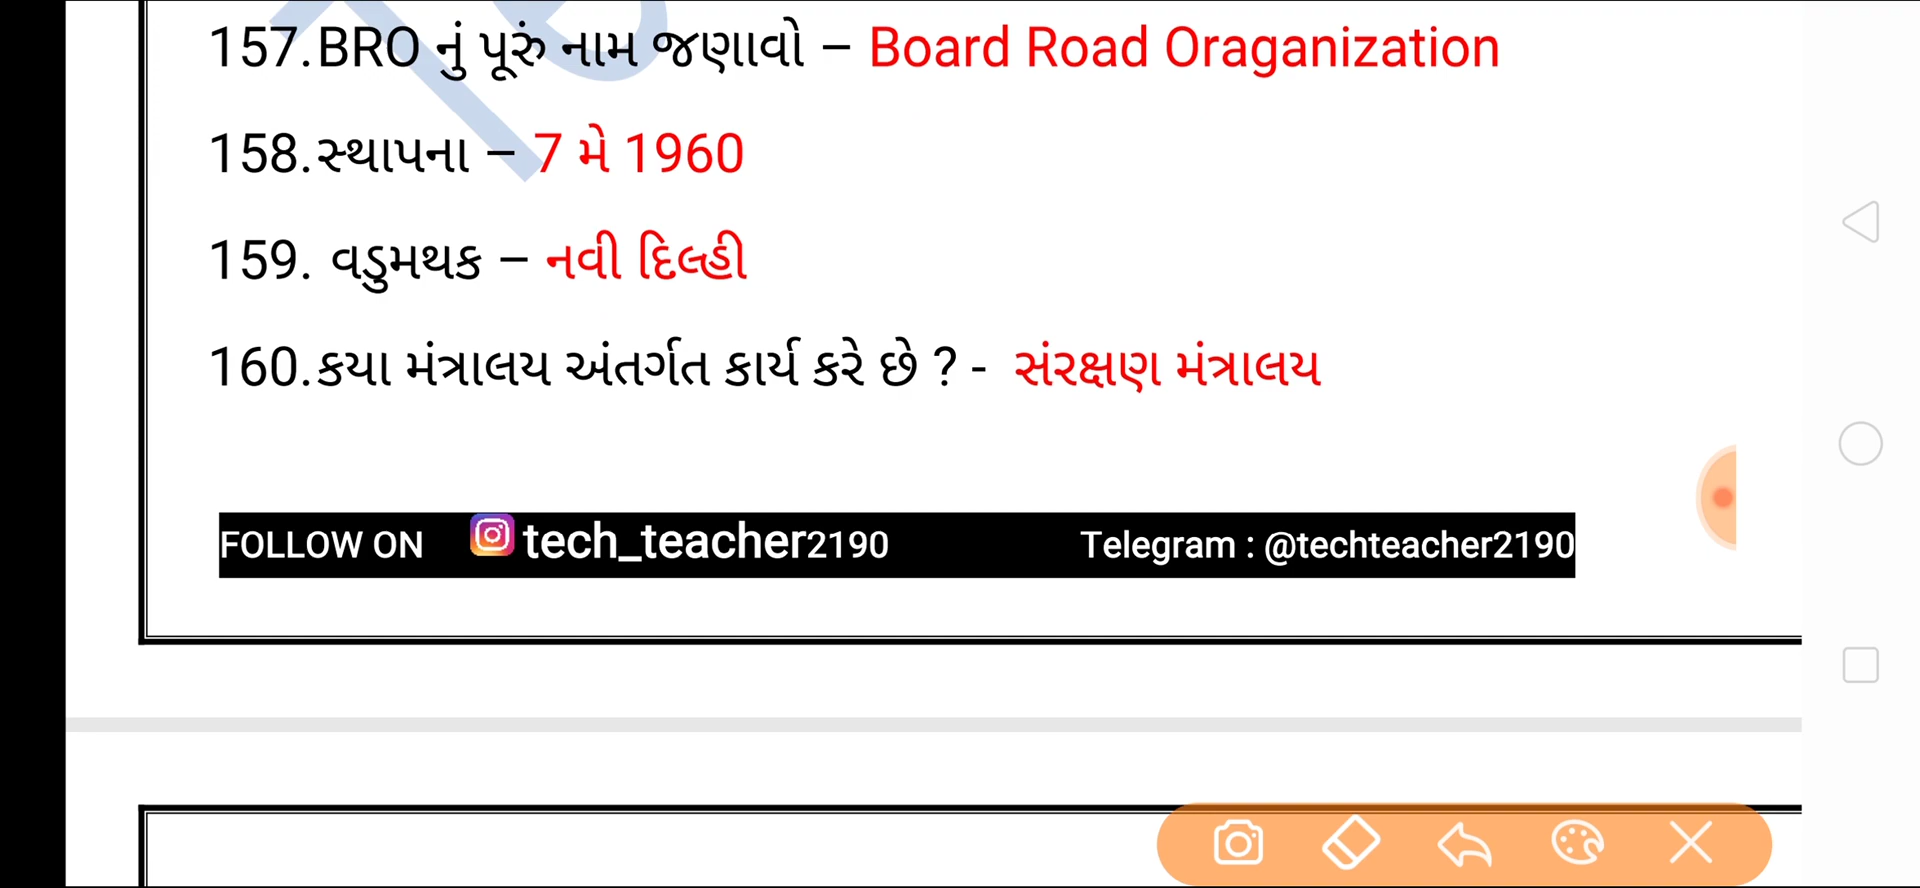 157.BRO નું પૂરું નામ જણાવો – Board Road Oraganization
158.સ્થાપના – 7 મે 1960
159. વડુમથક – નવી દિલ્હી
160.કયા મંત્રાલય અંતર્ગત કાર્ય કરે છે ? - સંરક્ષણ મંત્રાલય
FOLLOW ON tech_teacher2190 Telegram : @techteacher2190